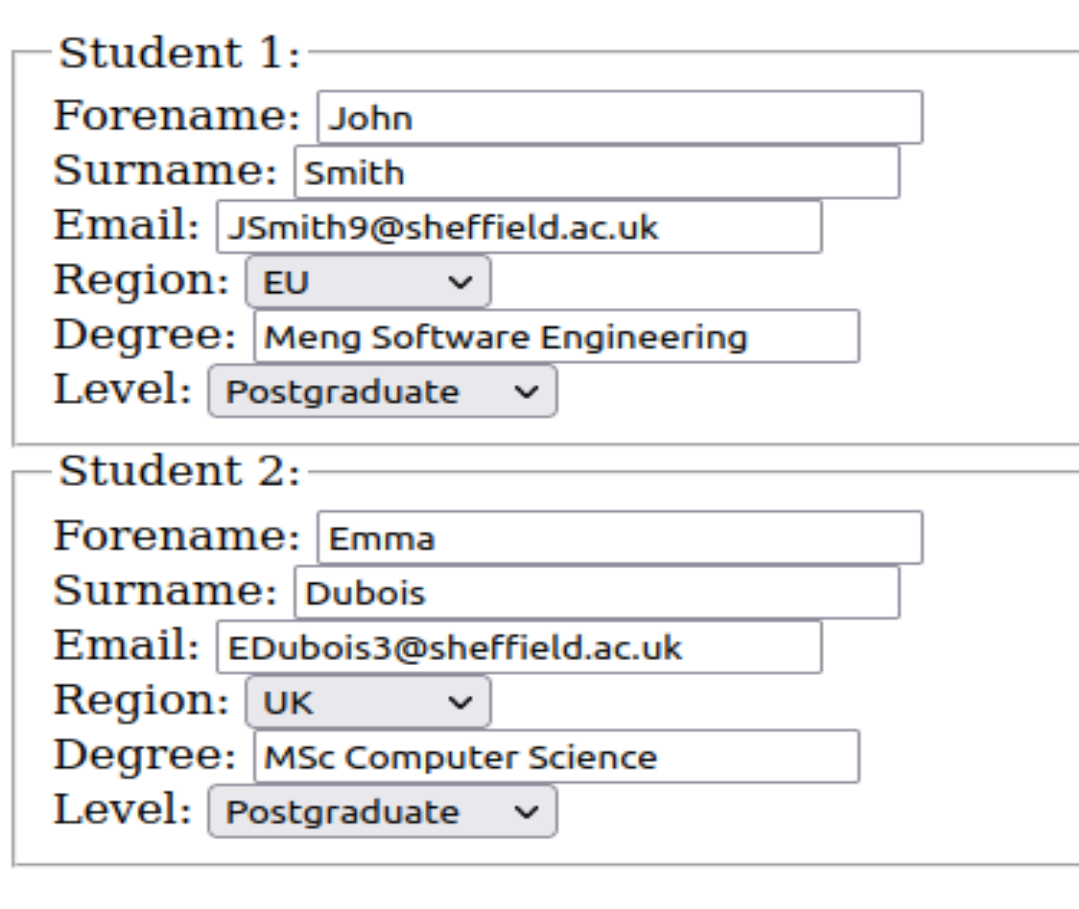 Student 1:
Forename: John
Surname: Smith
Email: JSmith9@sheffield.ac.uk
Region: EU
Degree: Meng Software Engineering
Level: Postgraduate
Student 2:
Forename: Emma
Surname: Dubois
Email: EDubois3@sheffield.ac.uk
Region: UK
Degree: MSc Computer Science
Level: Postgraduate